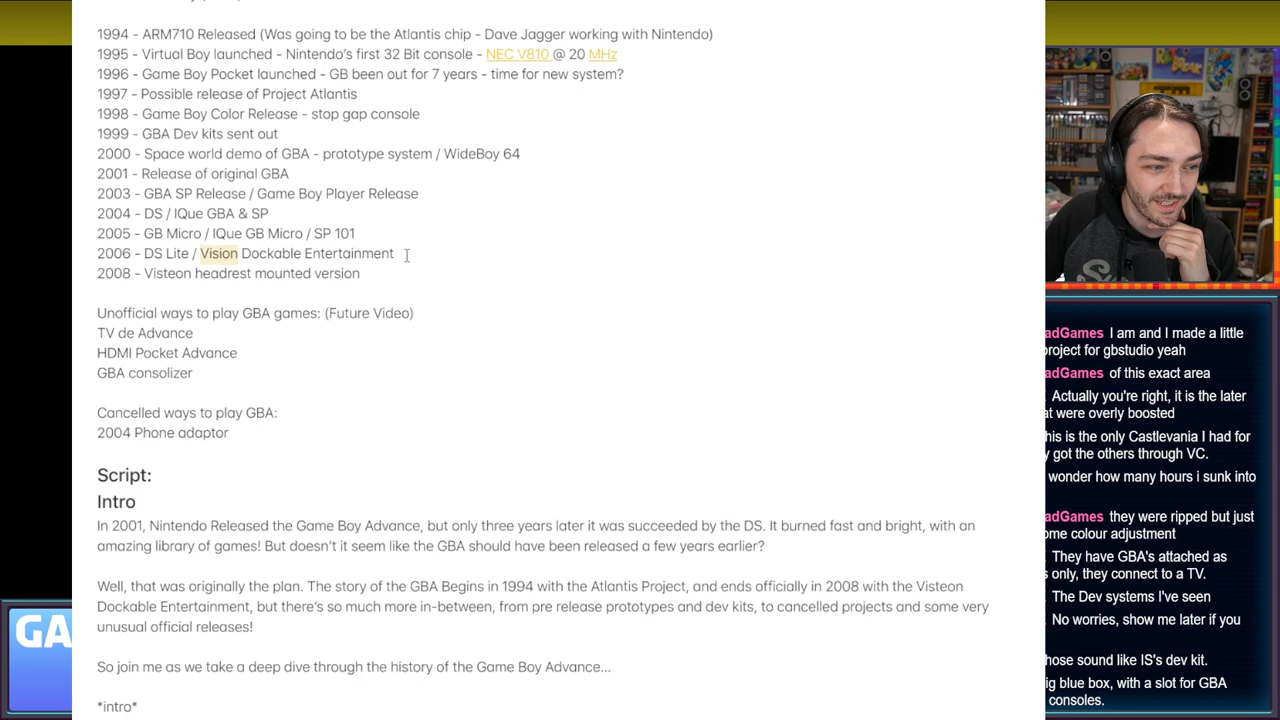 1994 - ARM710 Released (Was going to be the Atlantis chip - Dave Jagger working with Nintendo)
1995 - Virtual Boy launched - Nintendo's first 32 Bit console - NEC V810 @ 20 MHz
1996 - Game Boy Pocket launched - GB been out for 7 years - time for new system?
1997 - Possible release of Project Atlantis
1998 - Game Boy Color Release - stop gap console
1999 - GBA Dev kits sent out
2000 - Space world demo of GBA - prototype system / WideBoy 64
2001 - Release of original GBA
2003 - GBA SP Release / Game Boy Player Release
2004 - DS / IQue GBA & SP
2005 - GB Micro / IQue GB Micro / SP 101
2006 - DS Lite / Vision Dockable Entertainment
2008 - Visteon headrest mounted version
Unofficial ways to play GBA games: (Future Video)
TV de Advance
HDMI Pocket Advance
GBA consolizer
Cancelled ways to play GBA:
2004 Phone adaptor
Script:
Intro
In 2001, Nintendo Released the Game Boy Advance, but only three years later it was succeeded by the DS. It burned fast and bright, with an
amazing library of games! But doesn't it seem like the GBA should have been released a few years earlier?
Well, that was originally the plan. The story of the GBA Begins in 1994 with the Atlantis Project, and ends officially in 2008 with the Visteon
Dockable Entertainment, but there's so much more in-between, from pre release prototypes and dev kits, to cancelled projects and some very
unusual official releases!
So join me as we take a deep dive through the history of the Game Boy Advance...
*intro*
GA
adGames I am and I made a little
project for gbstudio yeah
adGames of this exact area
Actually you're right, it is the later
at were overly boosted
his is the only Castlevania I had for
y got the others through VC.
wonder how many hours i sunk into
adGames they were ripped but just
ome colour adjustment
They have GBA's attached as
s only, they connect to a TV.
The Dev systems I've seen
No worries, show me later if you
hose sound like IS's dev kit.
ig blue box, with a slot for GBA
consoles.